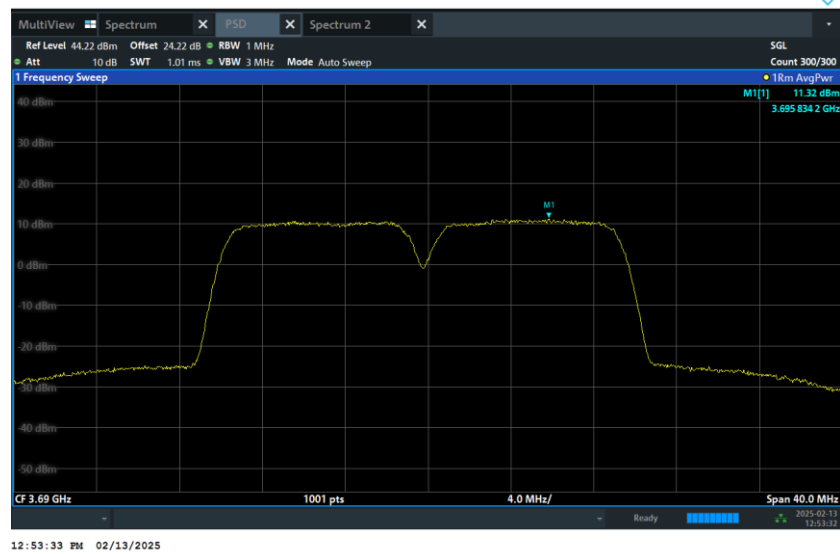 MultiView Spectrum X PSD X Spectrum 2 X
Ref Level 44.22 dBm Offset 24.22 dB RBW 1 MHz SGL
Att 10 dB SWT 1.01 ms VBW 3 MHz Mode Auto Sweep Count 300/300
1 Frequency Sweep 1Rm AvgPwr
M1[1] 11.32 dBm
3.695 834 2 GHz
40 dBm
30 dBm
20 dBm
M1
10 dBm
0 dBm
-10 dBm
-20 dBm
-30 dBm
-40 dBm
-50 dBm
CF 3.69 GHz 1001 pts 4.0 MHz/ Span 40.0 MHz
Ready 2025-02-13
12:53:32
12:53:33 PM 02/13/2025